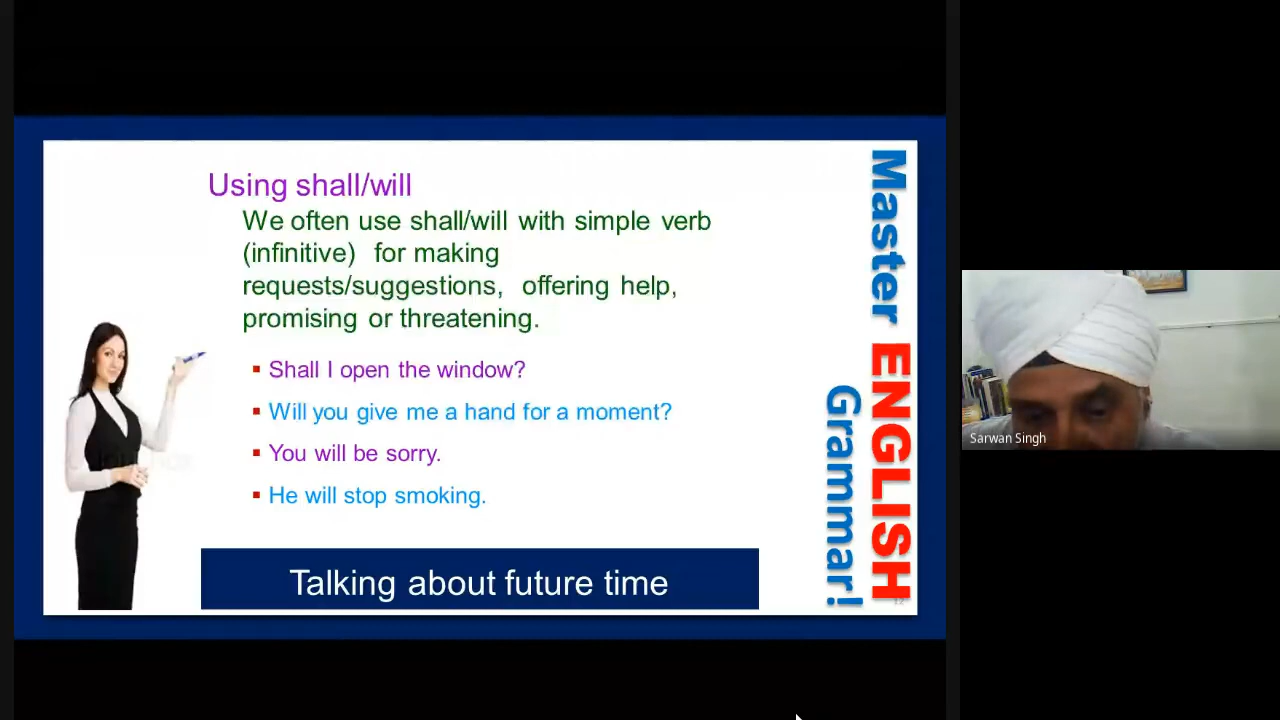 Using shall/will
We often use shall/will with simple verb
(infinitive) for making
requests/suggestions, offering help,
promising or threatening.
Shall I open the window?
Will you give me a hand for a moment?
You will be sorry.
He will stop smoking.
Talking about future time
Master ENGLISH
Grammar!
12
Sarwan Singh